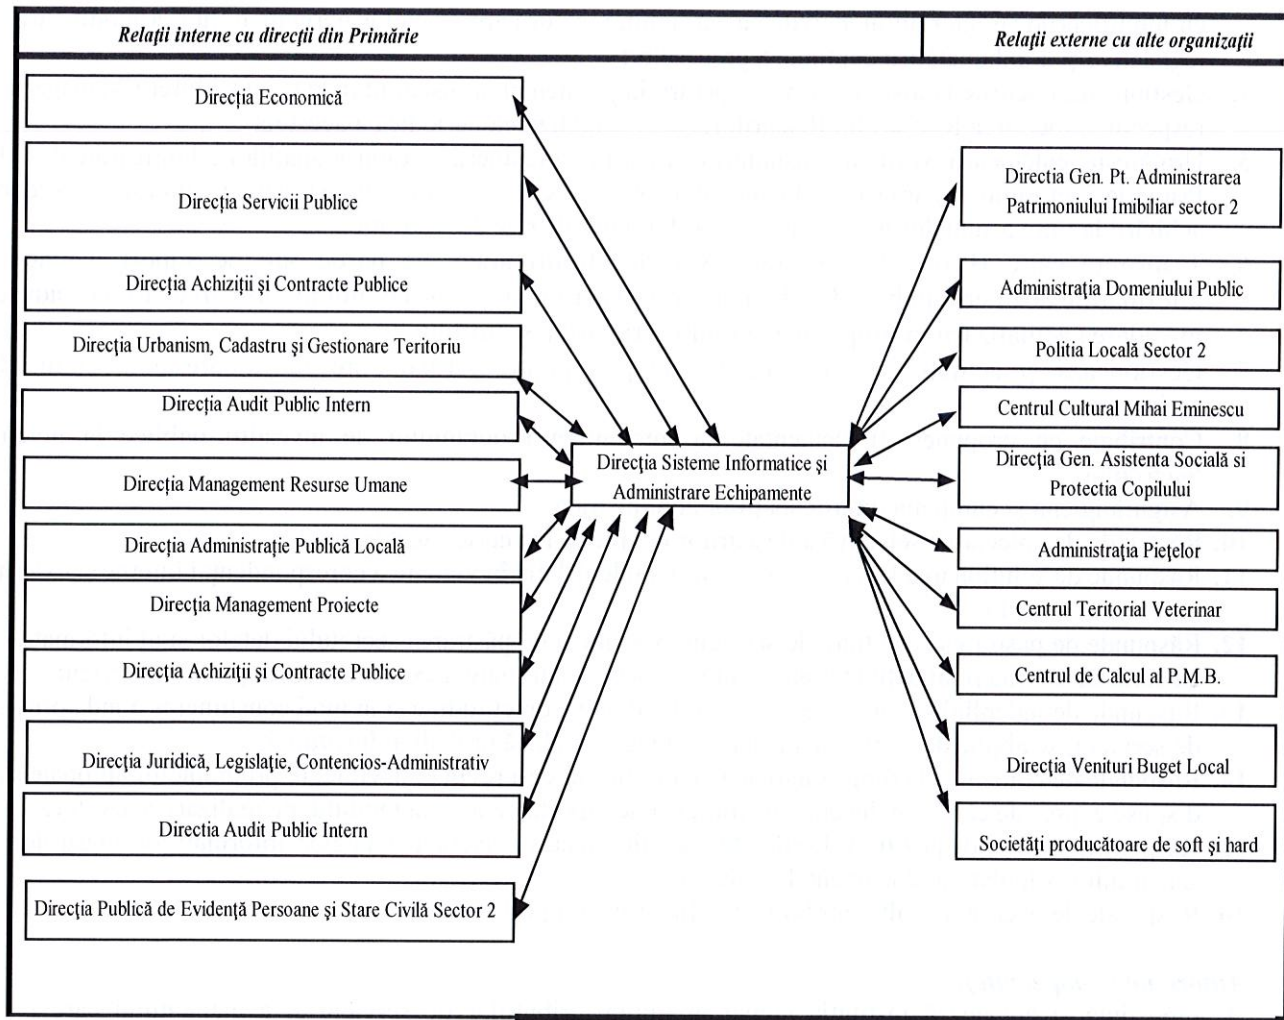 Relații interne cu direcții din Primărie
Relații externe cu alte organizații
Direcția Economică
Direcția Servicii Publice
Direcția Achiziții și Contracte Publice
Direcția Urbanism, Cadastru și Gestionare Teritoriu
Direcția Audit Public Intern
Direcția Management Resurse Umane
Direcția Administrație Publică Locală
Direcția Management Proiecte
Direcția Achiziții și Contracte Publice
Direcția Juridică, Legislație, Contencios-Administrativ
Directia Audit Public Intern
Direcția Publică de Evidență Persoane și Stare Civilă Sector 2
Direcția Sisteme Informatice și
Administrare Echipamente
Directia Gen. Pt. Administrarea
Patrimoniului Imibiliar sector 2
Administrația Domeniului Public
Politia Locală Sector 2
Centrul Cultural Mihai Eminescu
Direcția Gen. Asistenta Socială si
Protectia Copilului
Administrația Piețelor
Centrul Teritorial Veterinar
Centrul de Calcul al P.M.B.
Direcția Venituri Buget Local
Societăți producătoare de soft și hard